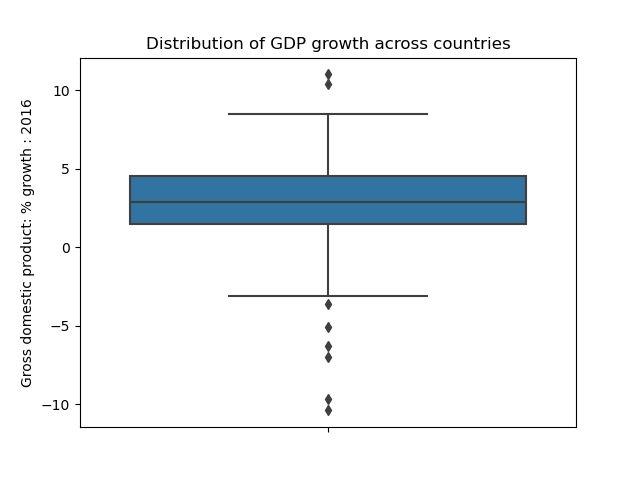 Distribution of GDP growth across countries
Gross domestic product: % growth : 2016
10
5
0
−5
−10